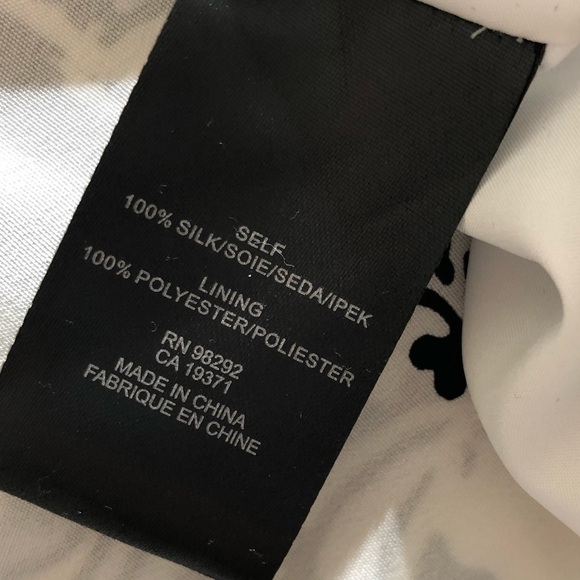 SELF
100% SILK/SOIE/SEDA/IPEK
LINING
100% POLYESTER/POLIESTER
RN 98292
CA 19371
MADE IN CHINA
FABRIQUE EN CHINE